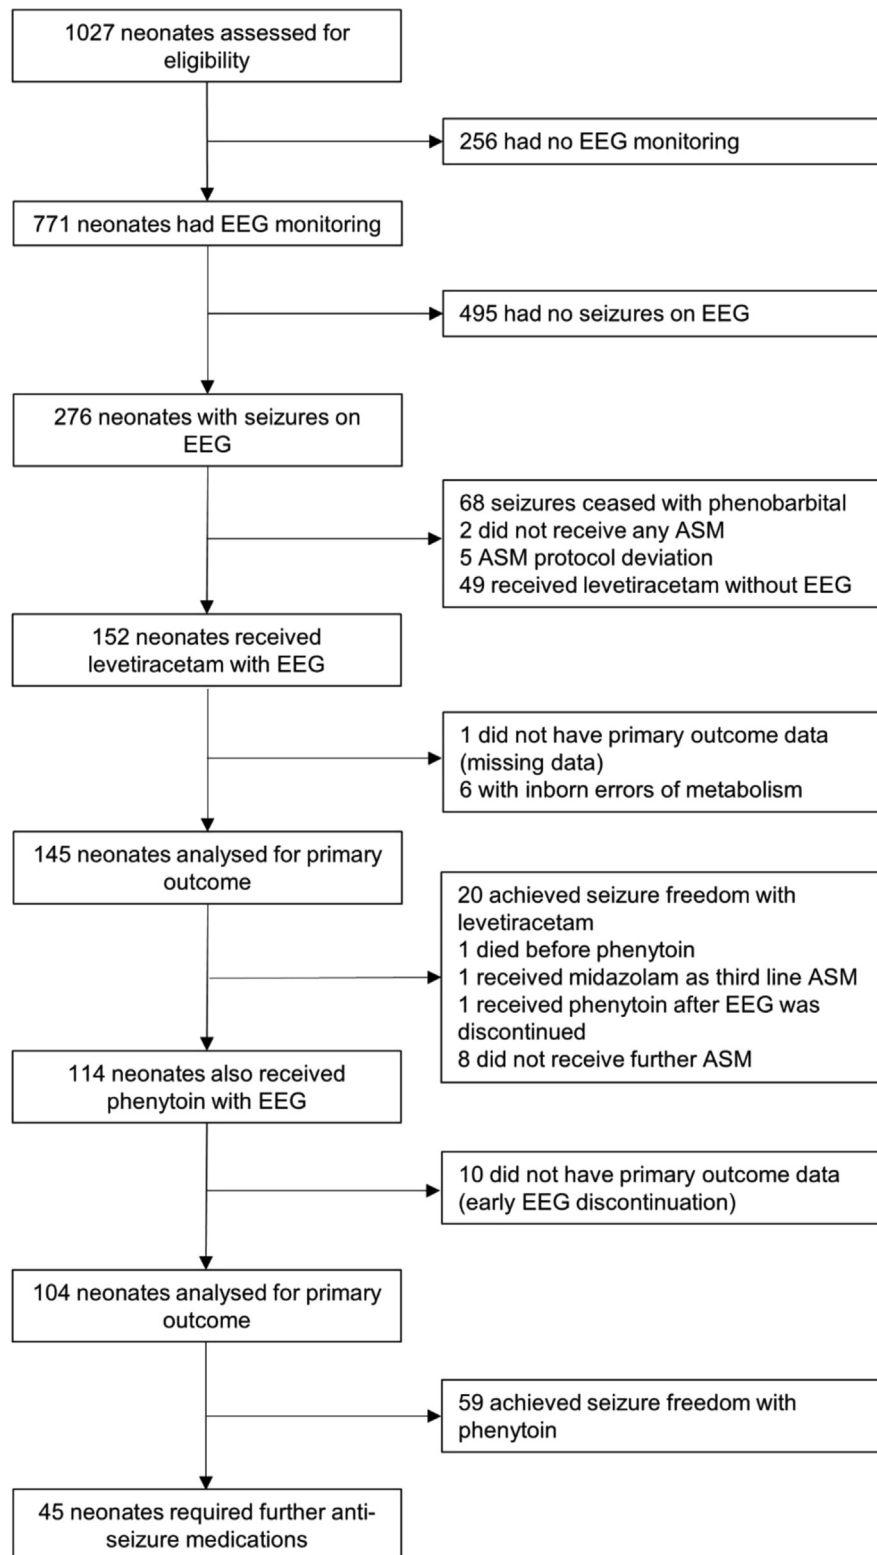 1027 neonates assessed for
eligibility
256 had no EEG monitoring
771 neonates had EEG monitoring
495 had no seizures on EEG
276 neonates with seizures on
EEG
68 seizures ceased with phenobarbital
2 did not receive any ASM
5 ASM protocol deviation
49 received levetiracetam without EEG
152 neonates received
levetiracetam with EEG
1 did not have primary outcome data
(missing data)
6 with inborn errors of metabolism
145 neonates analysed for primary
outcome
20 achieved seizure freedom with
levetiracetam
1 died before phenytoin
1 received midazolam as third line ASM
1 received phenytoin after EEG was
discontinued
8 did not receive further ASM
114 neonates also received
phenytoin with EEG
10 did not have primary outcome data
(early EEG discontinuation)
104 neonates analysed for primary
outcome
59 achieved seizure freedom with
phenytoin
45 neonates required further anti-
seizure medications